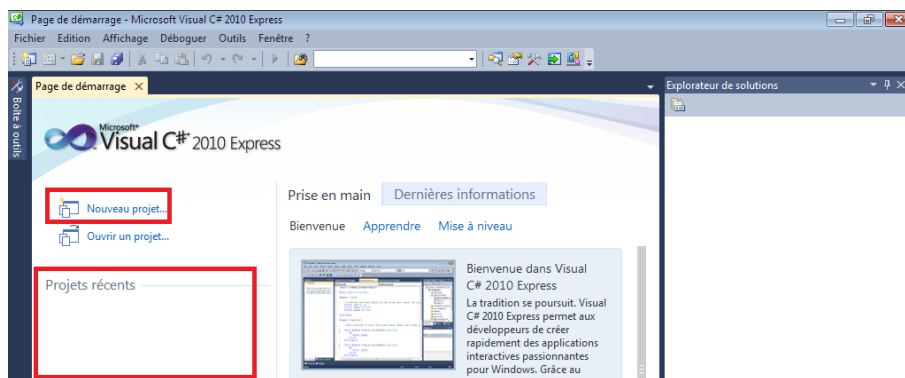 Page de démarrage - Microsoft Visual C# 2010 Express
Fichier Edition Affichage Déboguer Outils Fenêtre ?
Boîte à outils
Page de démarrage
Microsoft®
Visual C# 2010 Express
Nouveau projet...
Ouvrir un projet...
Projets récents
Prise en main Dernières informations
Bienvenue Apprendre Mise à niveau
Bienvenue dans Visual
C# 2010 Express
La tradition se poursuit. Visual
C# 2010 Express permet aux
développeurs de créer
rapidement des applications
interactives passionnantes
pour Windows. Grâce au
Explorateur de solutions